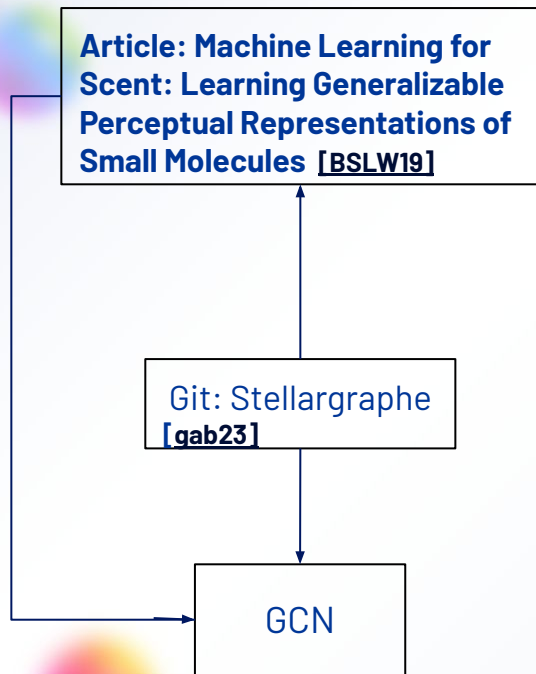 Article: Machine Learning for
Scent: Learning Generalizable
Perceptual Representations of
Small Molecules [BSLW19]
Git: Stellargraphe
[gab23]
GCN